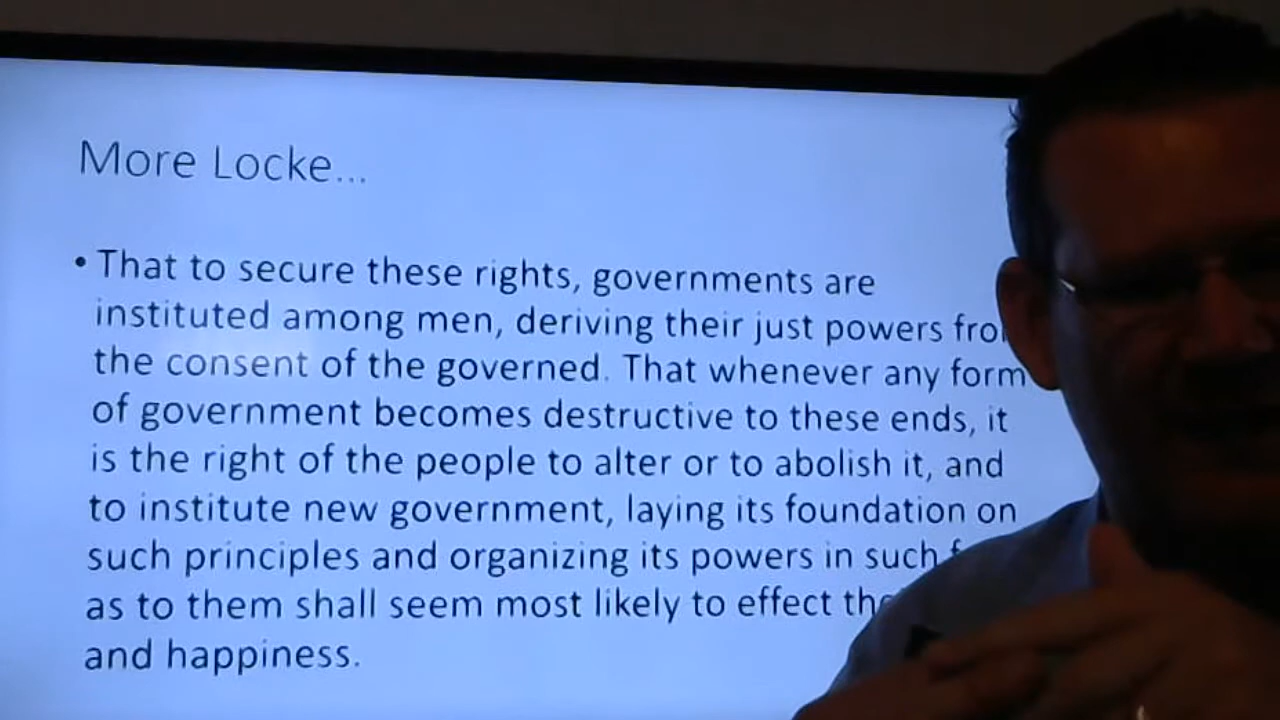 More Locke...
• That to secure these rights, governments are
instituted among men, deriving their just powers
the consent of the governed. That whenever any form
of government becomes destructive to these ends, it
is the right of the people to alter or to abolish it, and
to institute new government, laying its foundation on
such principles and organizing its powers in such
as to them shall seem most likely to effect
and happiness.